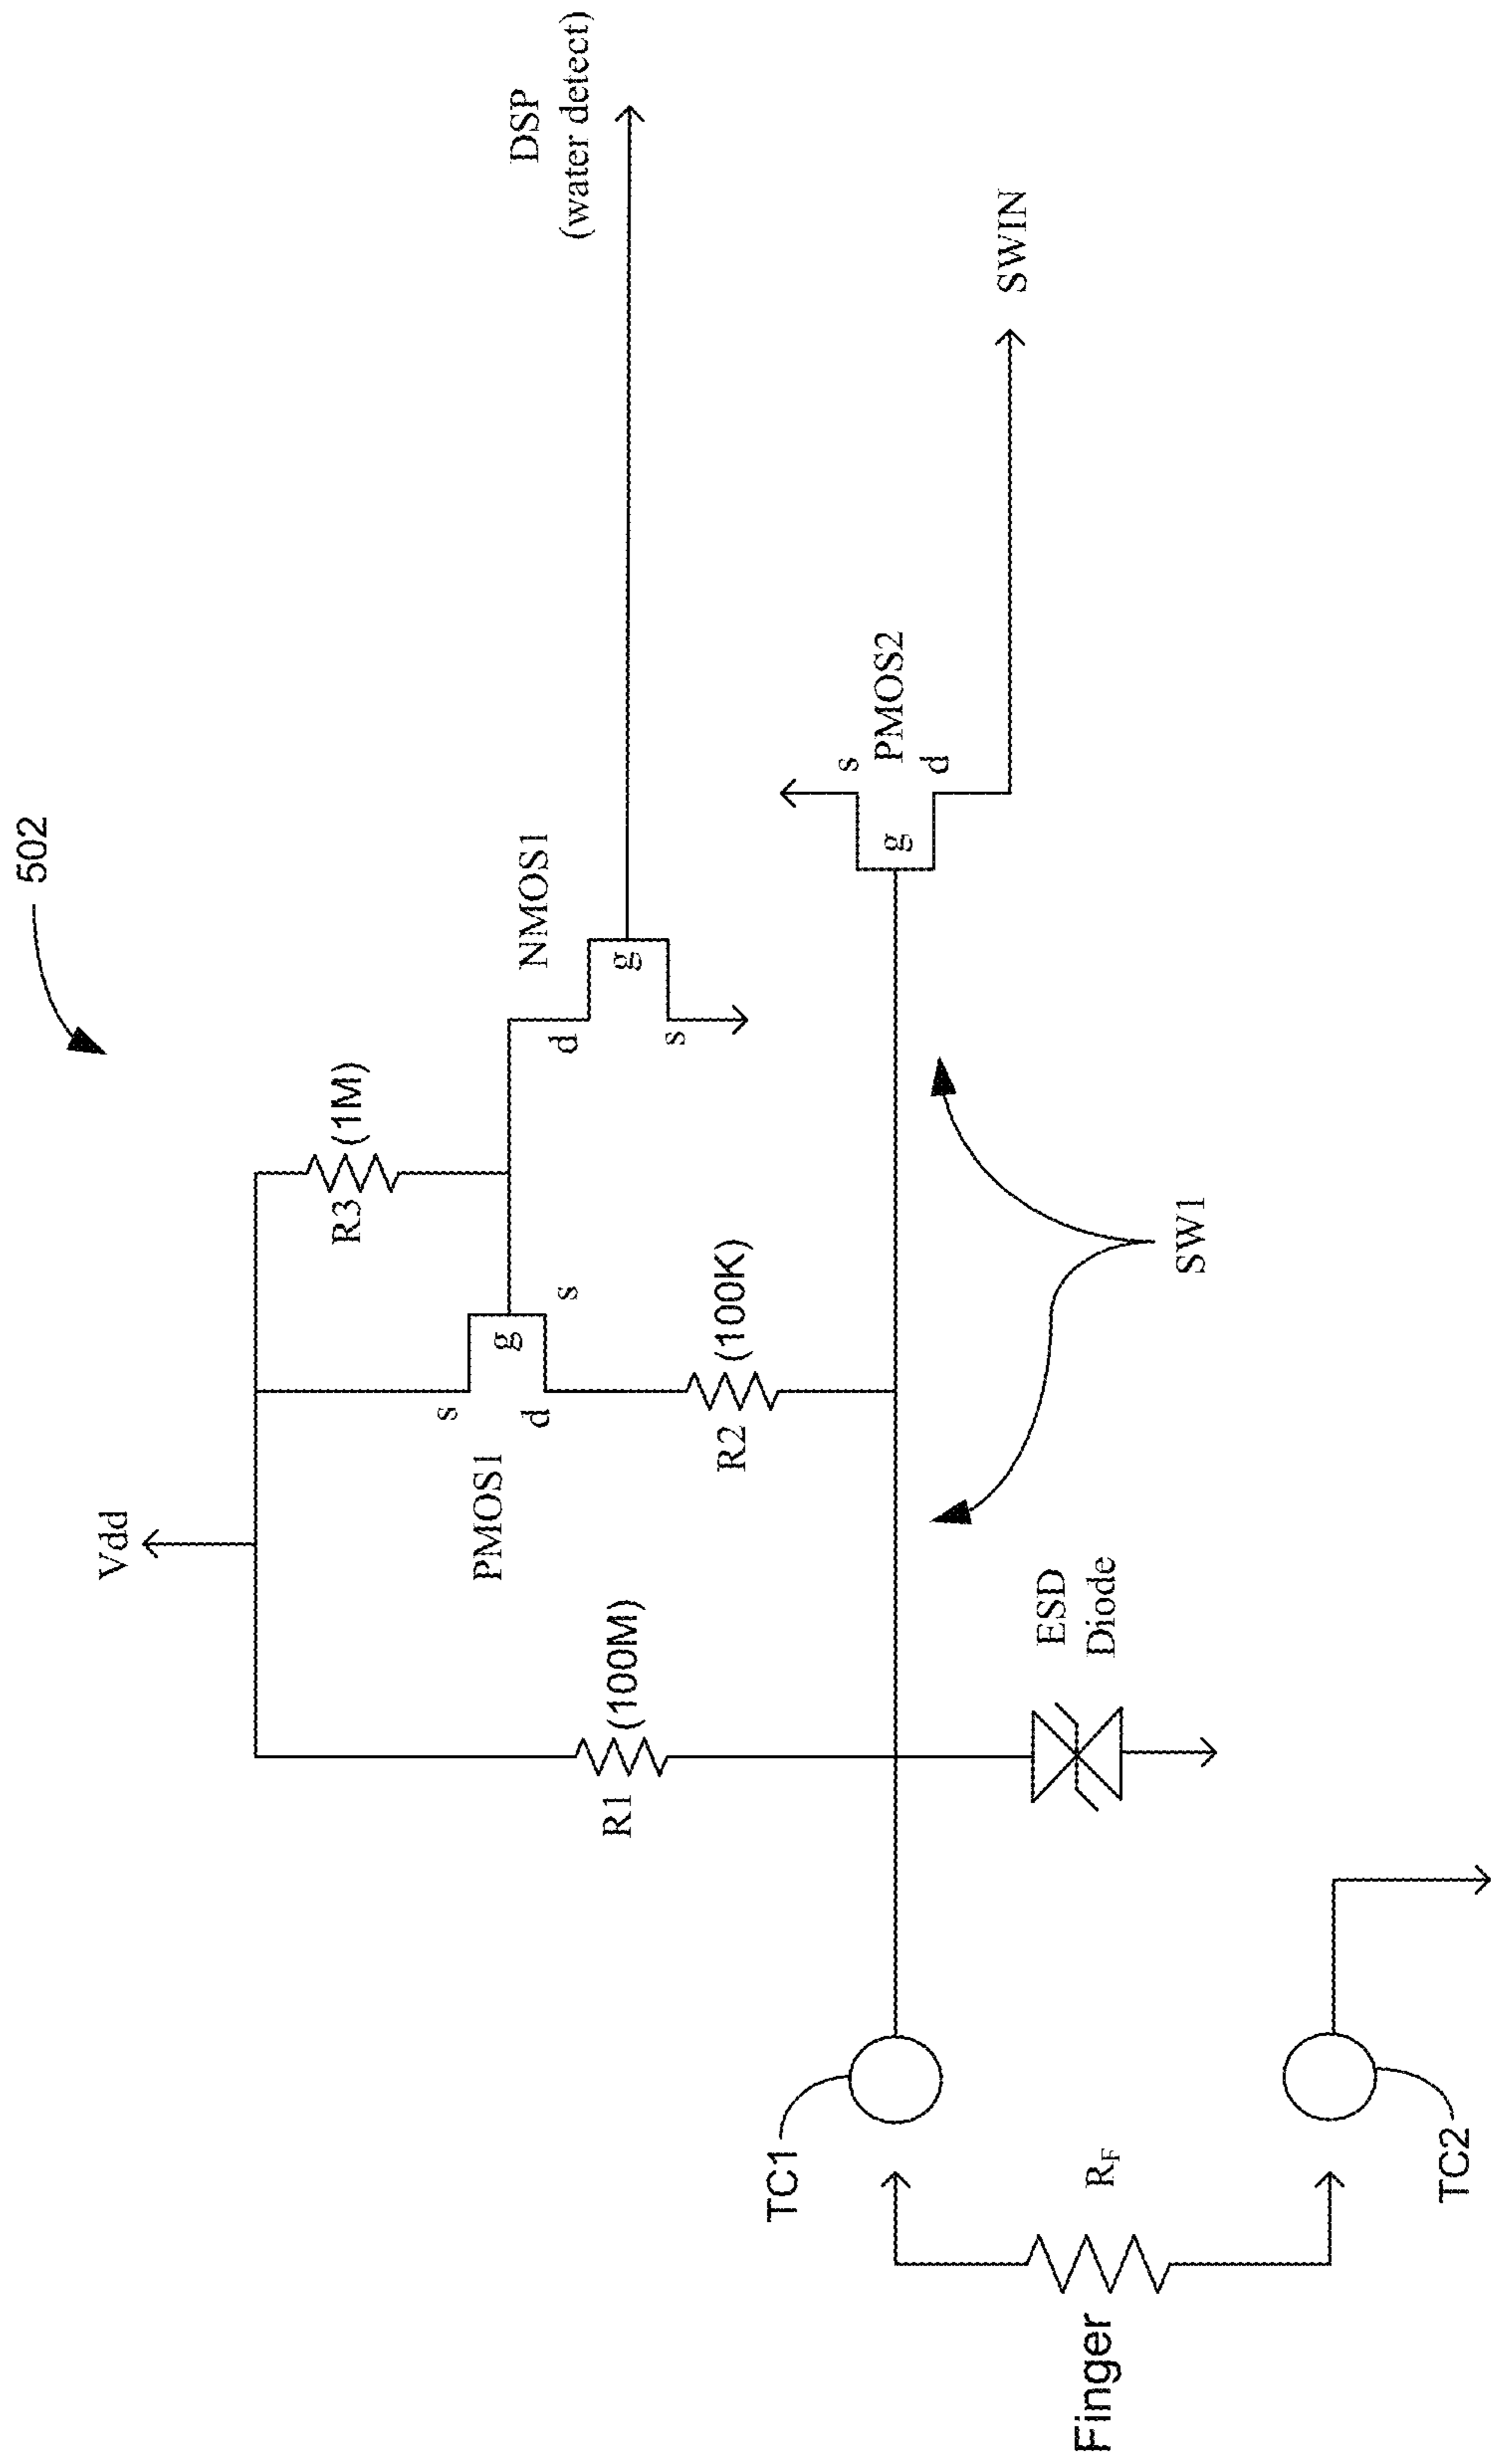 502
Vdd
R3
(1M)
DSP
(water detect)
NMOS1
d
g
s
PMOS1
s
g
s
d
R1
(100M)
R2
(100K)
s
PMOS2
g
d
SWIN
TC1
ESD
Diode
SW1
Finger
RF
TC2